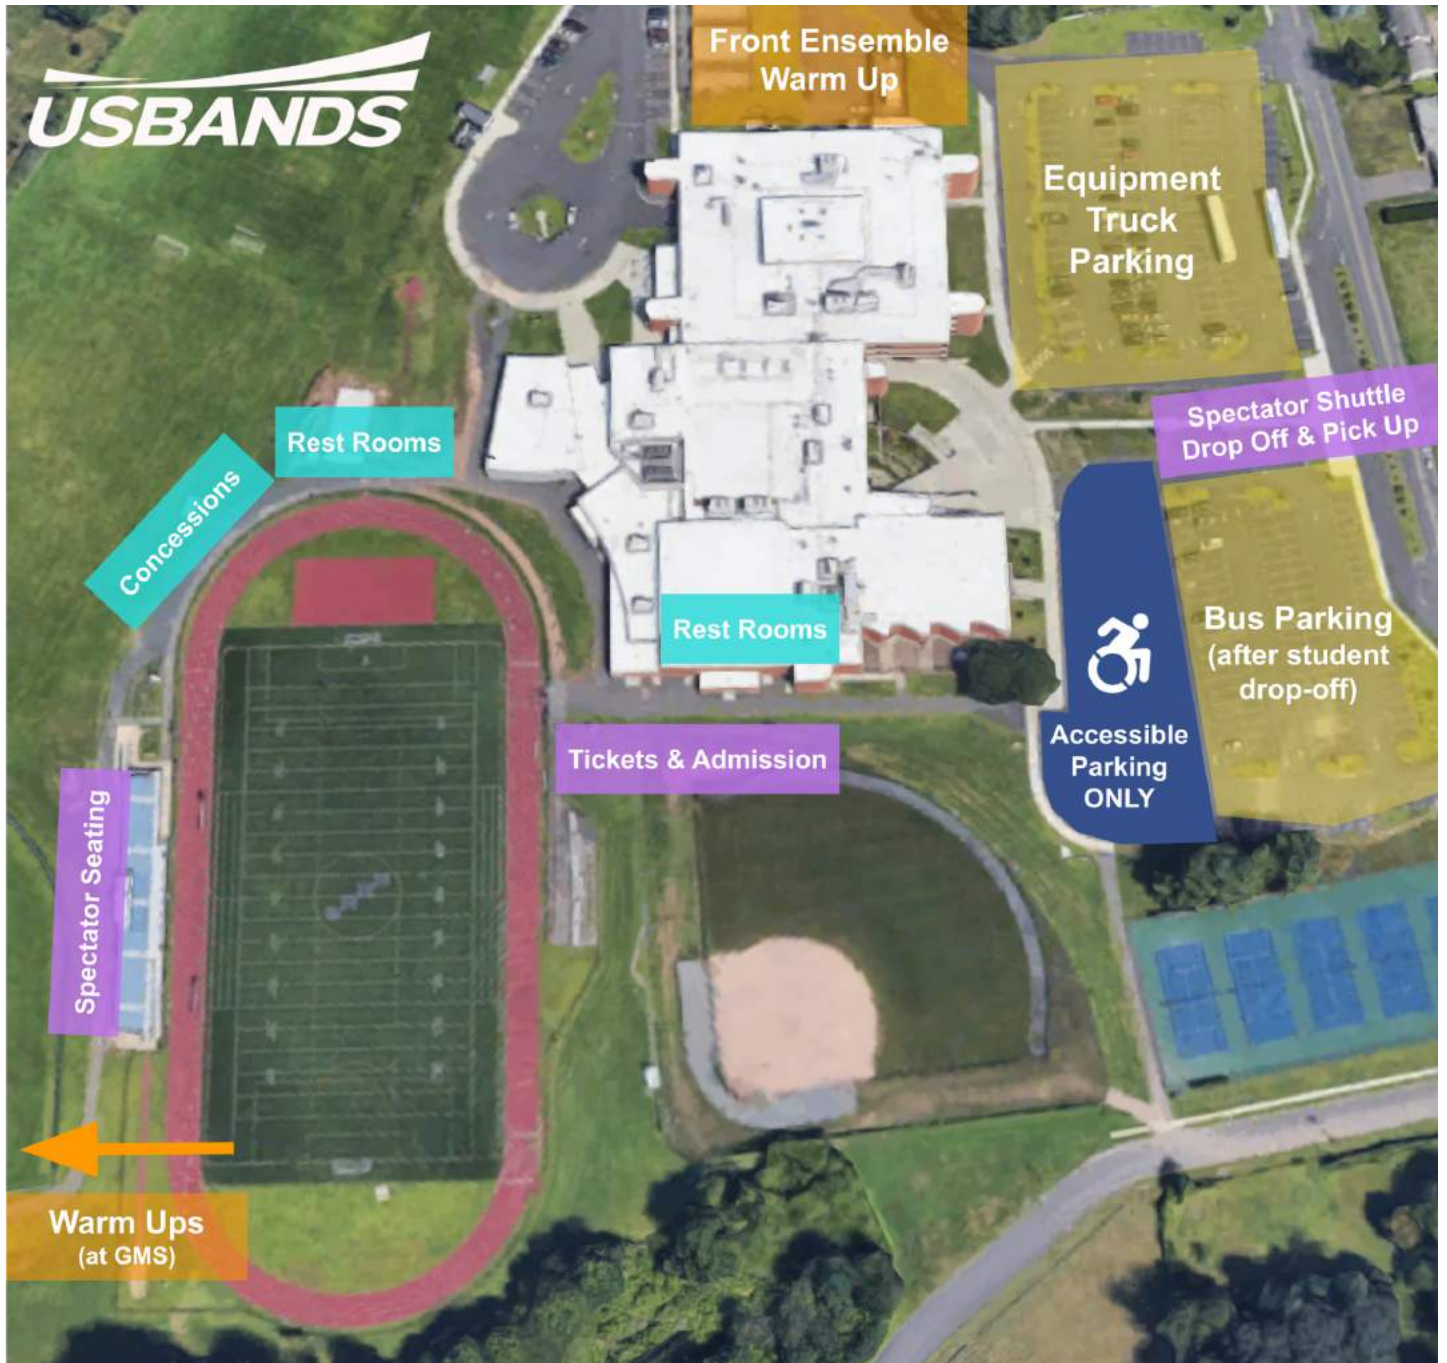 USBANDS
Front Ensemble
Warm Up
Equipment
Truck
Parking
Spectator Shuttle
Drop Off & Pick Up
Rest Rooms
Concessions
Rest Rooms
Bus Parking
(after student
drop-off)
Accessible
Parking
ONLY
Tickets & Admission
Spectator Seating
Warm Ups
(at GMS)